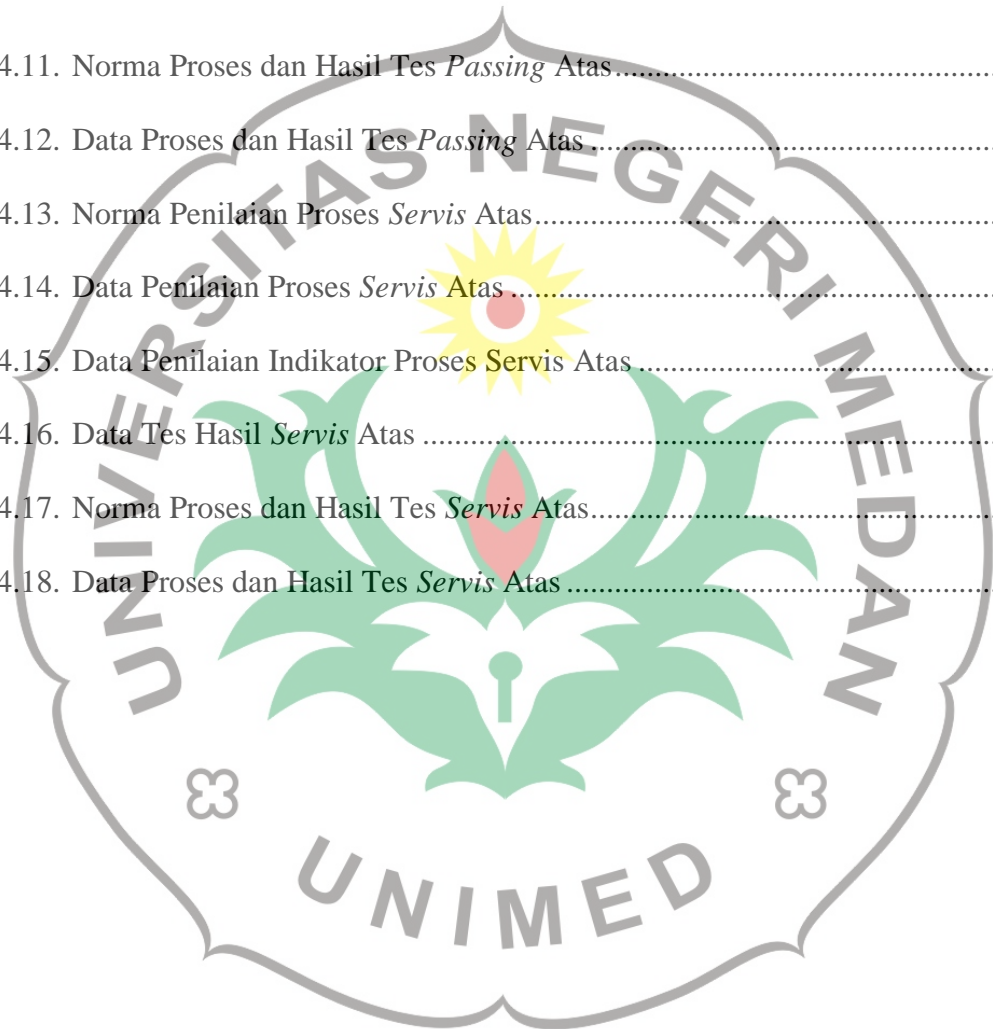 4.11. Norma Proses dan Hasil Tes Passing Atas................................................
4.12. Data Proses dan Hasil Tes Passing Atas................................................
4.13. Norma Penilaian Proses Servis Atas................................................
4.14. Data Penilaian Proses Servis Atas................................................
4.15. Data Penilaian Indikator Proses Servis Atas................................................
4.16. Data Tes Hasil Servis Atas................................................
4.17. Norma Proses dan Hasil Tes Servis Atas................................................
4.18. Data Proses dan Hasil Tes Servis Atas................................................
UNIVERSITAS NEGERI MEDAN
UNIMED